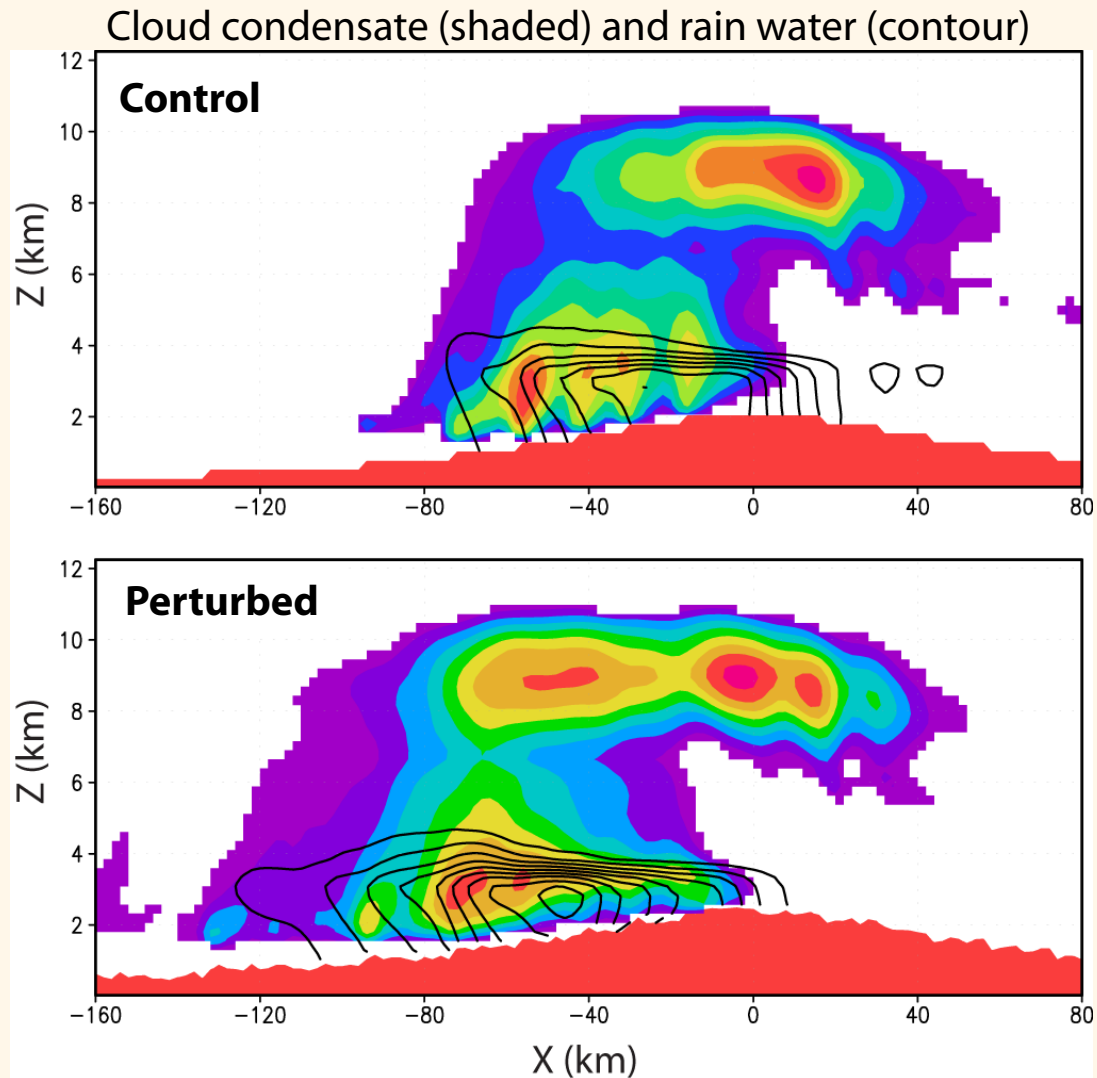 Cloud condensate (shaded) and rain water (contour)
Control
Z (km)
12
10
8
6
4
2
−160 −120 −80 −40 0 40 80
Perturbed
Z (km)
12
10
8
6
4
2
−160 −120 −80 −40 0 40 80
X (km)